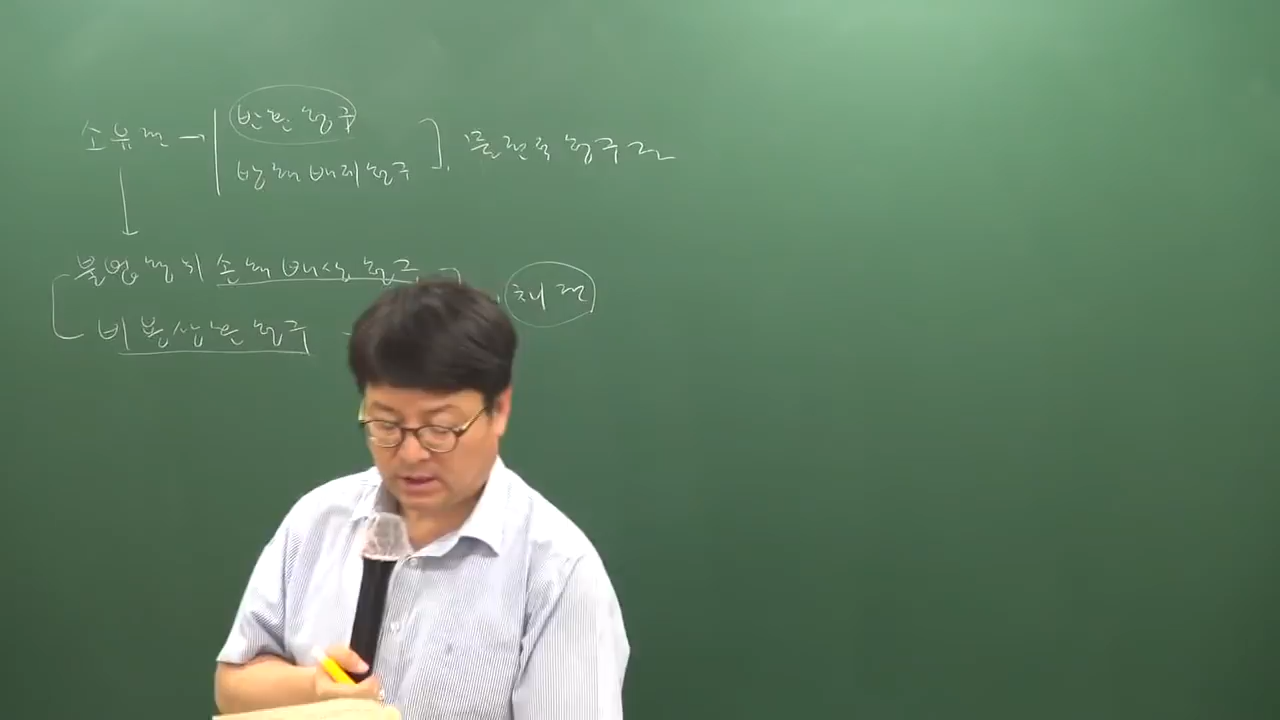 소유권 → 반환청구
방해배제청구
물권적 청구권
불법행위 손해배상청구
비용상환청구
채권